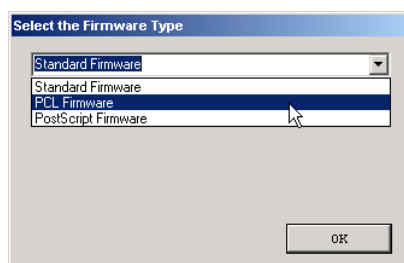 Select the Firmware Type
Standard Firmware
Standard Firmware
PCL Firmware
PostScript Firmware
OK